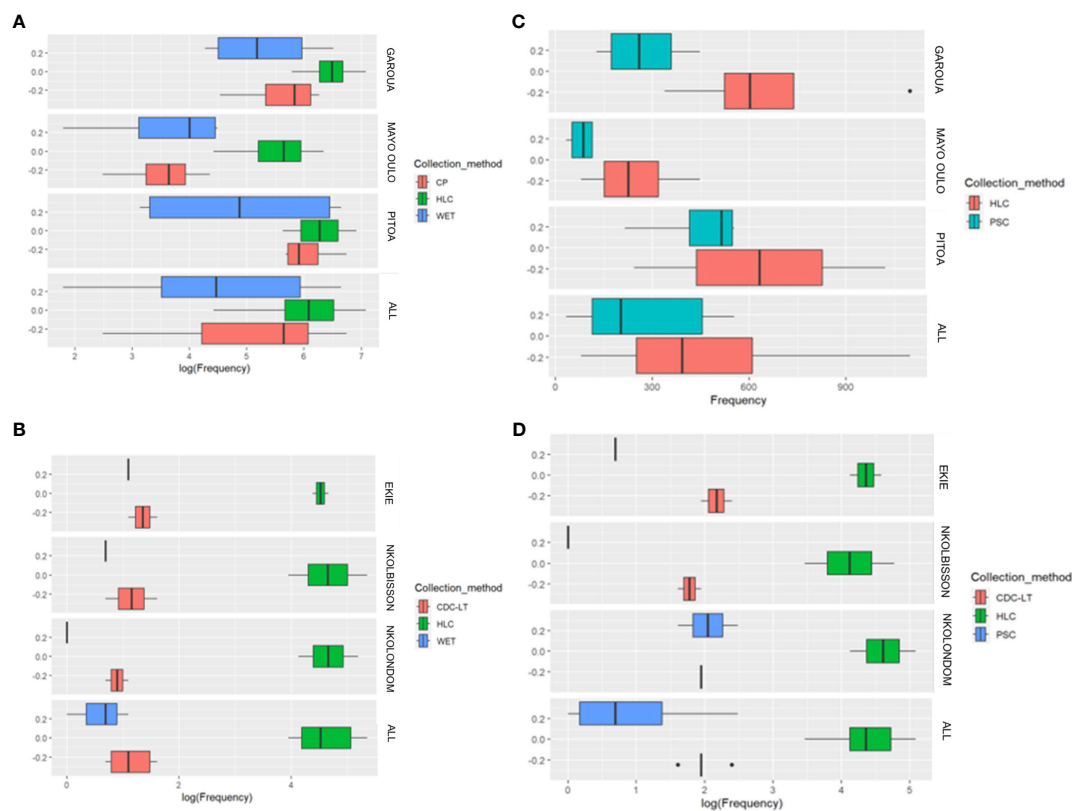 A
0.2
0.0
-0.2
GAROUA
0.2
0.0
-0.2
MAYO OULO
0.2
0.0
-0.2
PITOA
0.2
0.0
-0.2
ALL
2
3
4
5
6
7
log(Frequency)
Collection_method
CP
HLC
WET
C
0.2
0.0
-0.2
GAROUA
0.2
0.0
-0.2
MAYO OULO
0.2
0.0
-0.2
PITOA
0.2
0.0
-0.2
ALL
0
300
600
900
Frequency
Collection_method
HLC
PSC
B
0.2
0.0
-0.2
EKIE
0.2
0.0
-0.2
NKOLBISSON
0.2
0.0
-0.2
NKOLONDOM
0.2
0.0
-0.2
ALL
0
2
4
log(Frequency)
Collection_method
CDC-LT
HLC
WET
D
0.2
0.0
-0.2
EKIE
0.2
0.0
-0.2
NKOLBISSON
0.2
0.0
-0.2
NKOLONDOM
0.2
0.0
-0.2
ALL
0
1
2
3
4
5
log(Frequency)
Collection_method
CDC-LT
HLC
PSC